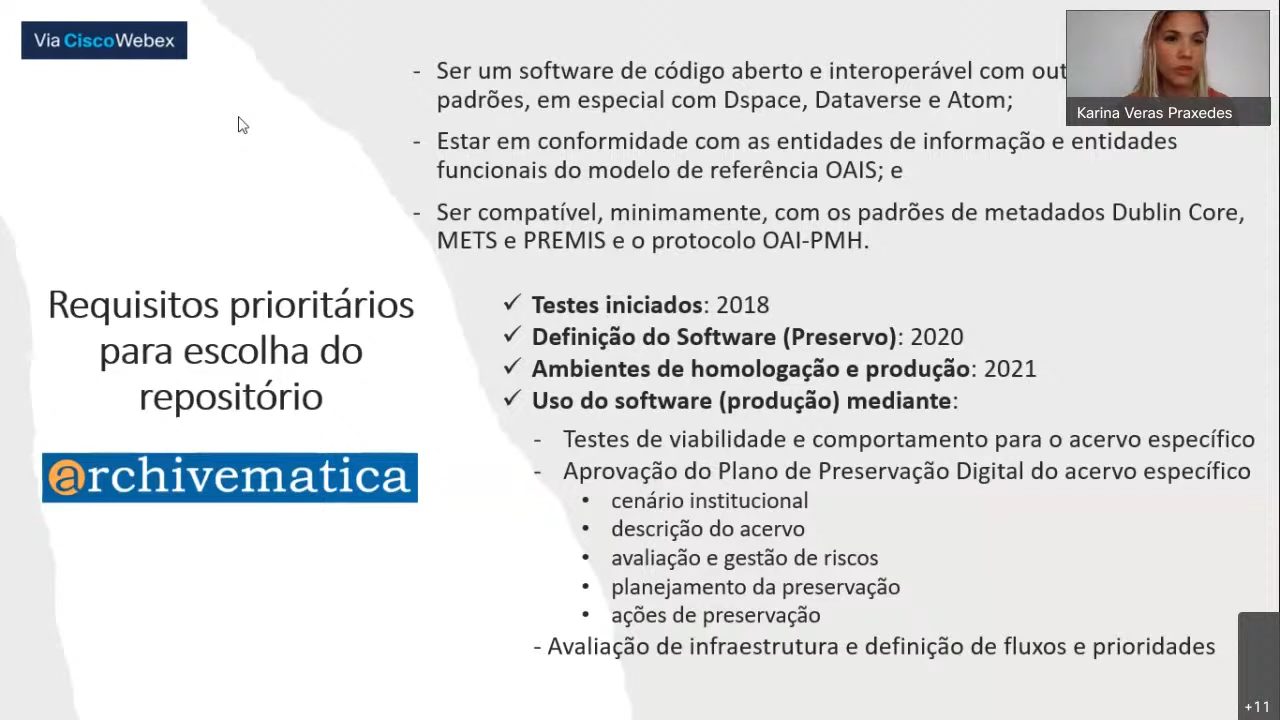 Via CiscoWebex
- Ser um software de código aberto e interoperável com
padrões, em especial com Dspace, Dataverse e Atom;
- Estar em conformidade com as entidades de informação e entidades
funcionais do modelo de referência OAIS; e
- Ser compatível, minimamente, com os padrões de metadados Dublin Core,
METS e PREMIS e o protocolo OAI-PMH.
Karina Veras Praxedes
Requisitos prioritários
para escolha do
repositório
archivematica
✓ Testes iniciados: 2018
✓ Definição do Software (Preservo): 2020
✓ Ambientes de homologação e produção: 2021
✓ Uso do software (produção) mediante:
- Testes de viabilidade e comportamento para o acervo específico
- Aprovação do Plano de Preservação Digital do acervo específico
• cenário institucional
• descrição do acervo
• avaliação e gestão de riscos
• planejamento da preservação
• ações de preservação
- Avaliação de infraestrutura e definição de fluxos e prioridades
+11